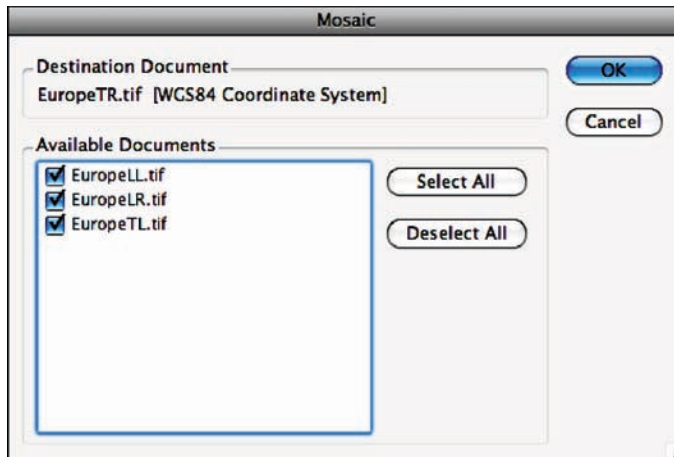 Mosaic
Destination Document
EuropeTR.tif [WGS84 Coordinate System]
OK
Cancel
Available Documents
EuropeLL.tif
EuropeLR.tif
EuropeTL.tif
Select All
Deselect All